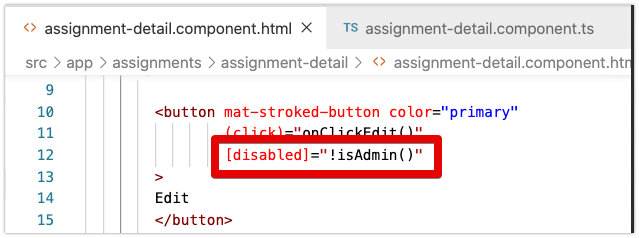 <> assignment-detail.component.html × TS assignment-detail.component.ts
src > app > assignments > assignment-detail > <> assignment-detail.component.htm
9
10 <button mat-stroked-button color="primary"
11 (click)="onClickEdit()"
12 [disabled]="!isAdmin()"
13 >
14 Edit
15 </button>